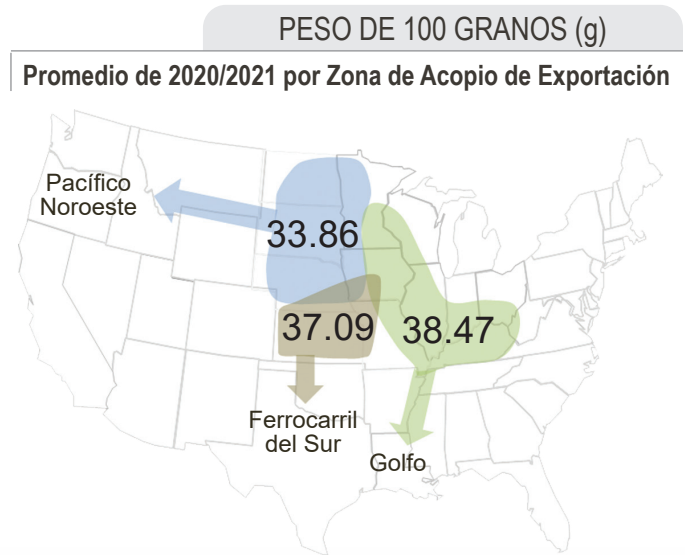 PESO DE 100 GRANOS (g)
Promedio de 2020/2021 por Zona de Acopio de Exportación
Pacífico
Noroeste
33.86
37.09
38.47
Ferrocarril
del Sur
Golfo